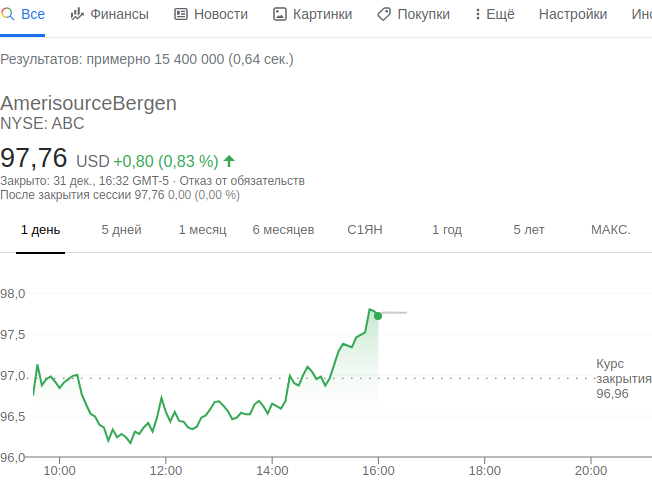 Все Финансы Новости Картинки Покупки Ещё Настройки Инс
Результатов: примерно 15 400 000 (0,64 сек.)
AmerisourceBergen
NYSE: ABC
97,76 USD +0,80 (0,83 %)
Закрыто: 31 дек., 16:32 GMT-5 · Отказ от обязательств
После закрытия сессии 97,76 0,00 (0,00 %)
1 день 5 дней 1 месяц 6 месяцев С1ЯН 1 год 5 лет МАКС.
98,0
97,5
97,0
96,5
96,0
Курс
закрытия
96,96
10:00 12:00 14:00 16:00 18:00 20:00